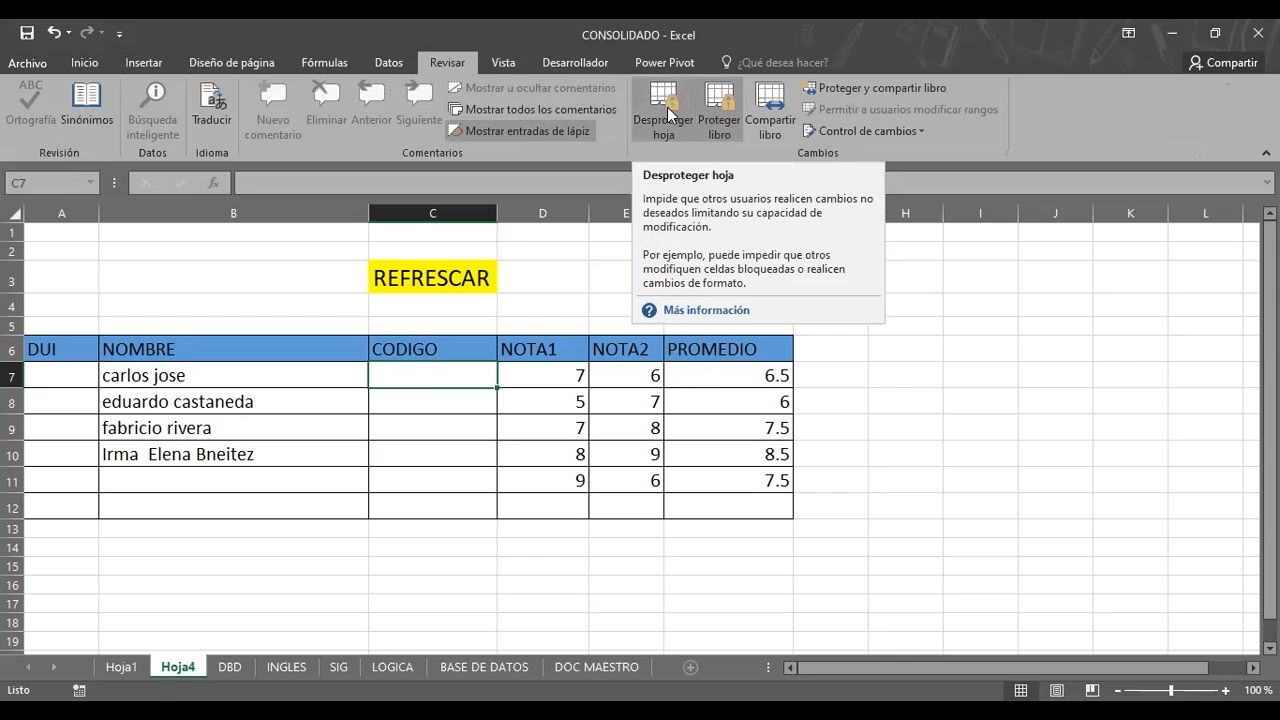 CONSOLIDADO - Excel
Archivo Inicio Insertar Diseño de página Fórmulas Datos Revisar Vista Desarrollador Power Pivot ¿Qué desea hacer? Compartir
ABC
Ortografía
Sinónimos
Búsqueda inteligente
Traducir
Nuevo comentario
Eliminar
Anterior
Siguiente
Mostrar u ocultar comentarios
Mostrar todos los comentarios
Mostrar entradas de lápiz
Desproteger hoja
Proteger libro
Compartir libro
Proteger y compartir libro
Permitir a usuarios modificar rangos
Control de cambios
Revisión Datos Idioma Comentarios Cambios
C7 fx
Desproteger hoja
Impide que otros usuarios realicen cambios no
deseados limitando su capacidad de
modificación.
Por ejemplo, puede impedir que otros
modifiquen celdas bloqueadas o realicen
cambios de formato.
? Más información
A B C D E H I J K L
1
2
3 REFRESCAR
4
5
6 DUI NOMBRE CODIGO NOTA1 NOTA2 PROMEDIO
7 carlos jose 7 6 6.5
8 eduardo castaneda 5 7 6
9 fabricio rivera 7 8 7.5
10 Irma Elena Bneitez 8 9 8.5
11 9 6 7.5
12
13
14
15
16
17
18
19
Hoja1 Hoja4 DBD INGLES SIG LOGICA BASE DE DATOS DOC MAESTRO
Listo 100 %